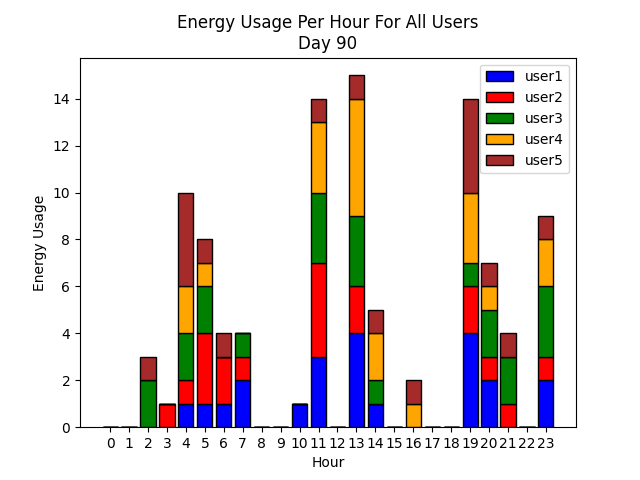 Energy Usage Per Hour For All Users
Day 90
user1
user2
user3
user4
user5
Energy Usage
14
12
10
8
6
4
2
0
0 1 2 3 4 5 6 7 8 9 10 11 12 13 14 15 16 17 18 19 20 21 22 23
Hour